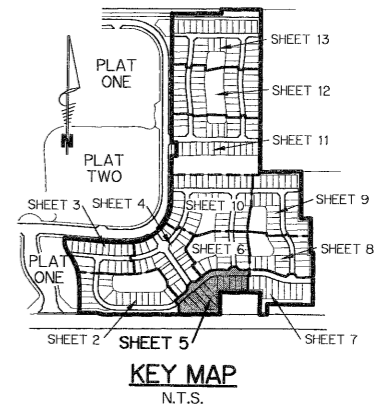 SHEET 13
PLAT
ONE
SHEET 12
N
SHEET 11
PLAT
TWO
SHEET 3
SHEET 4
SHEET 10
SHEET 9
SHEET 6
SHEET 8
PLAT
ONE
SHEET 2
SHEET 5
SHEET 7
KEY MAP
N.T.S.